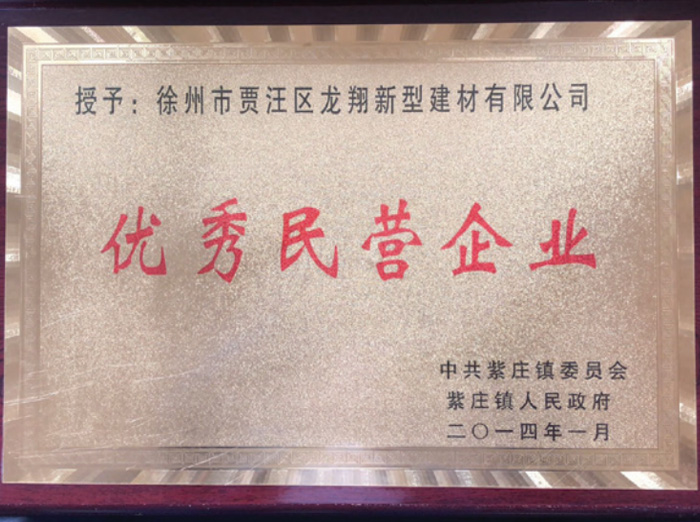 授予：徐州市贾汪区龙翔新型建材有限公司
优秀民营企业
中共紫庄镇委员会
紫庄镇人民政府
二〇一四年一月